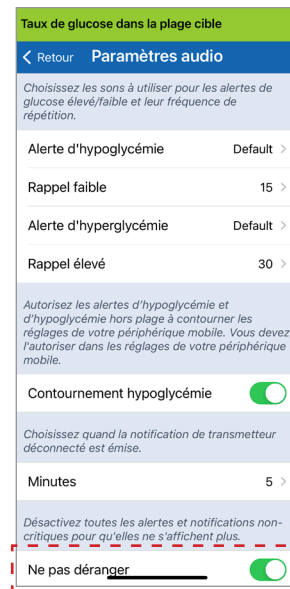 Taux de glucose dans la plage cible
Retour Paramètres audio
Choisissez les sons à utiliser pour les alertes de
glucose élevé/faible et leur fréquence de
répétition.
Alerte d'hypoglycémie Default
Rappel faible 15
Alerte d'hyperglycémie Default
Rappel élevé 30
Autorisez les alertes d'hypoglycémie et
d'hypoglycémie hors plage à contourner les
réglages de votre périphérique mobile. Vous devez
l'autoriser dans les réglages de votre périphérique
mobile.
Contournement hypoglycémie
Choisissez quand la notification de transmetteur
déconnecté est émise.
Minutes 5
Désactivez toutes les alertes et notifications non-
critiques pour qu'elles ne s'affichent plus.
Ne pas déranger